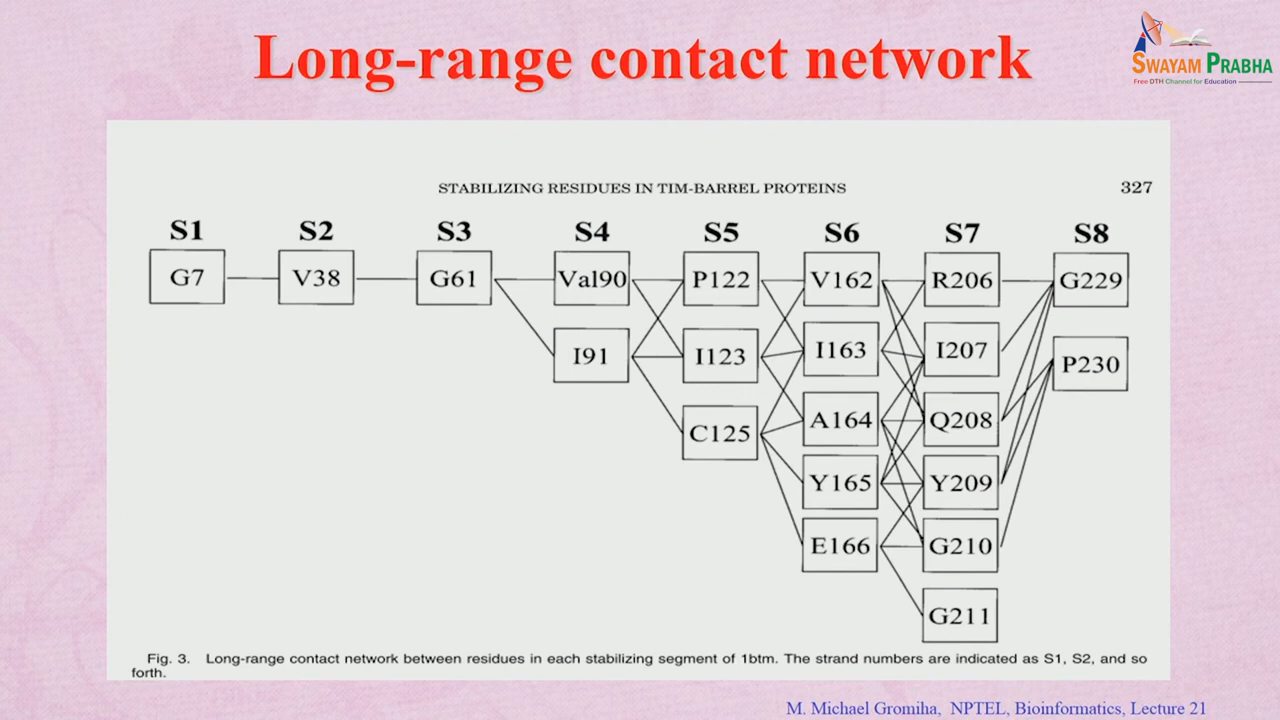 Long-range contact network
SWAYAM PRABHA
Free DTH Channel for Education
STABILIZING RESIDUES IN TIM-BARREL PROTEINS 327
S1 S2 S3 S4 S5 S6 S7 S8
G7 V38 G61 Val90 P122 V162 R206 G229
I91 I123 I163 I207 P230
C125 A164 Q208
Y165 Y209
E166 G210
G211
Fig. 3. Long-range contact network between residues in each stabilizing segment of 1btm. The strand numbers are indicated as S1, S2, and so
forth.
M. Michael Gromiha, NPTEL, Bioinformatics, Lecture 21